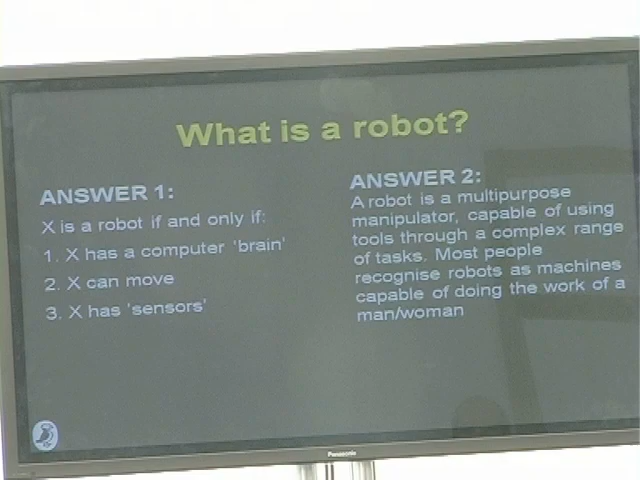 What is a robot?
ANSWER 1:
X is a robot if and only if:
1. X has a computer 'brain'
2. X can move
3. X has 'sensors'
ANSWER 2:
A robot is a multipurpose
manipulator, capable of using
tools through a complex range
of tasks. Most people
recognise robots as machines
capable of doing the work of a
man/woman
Panasonic